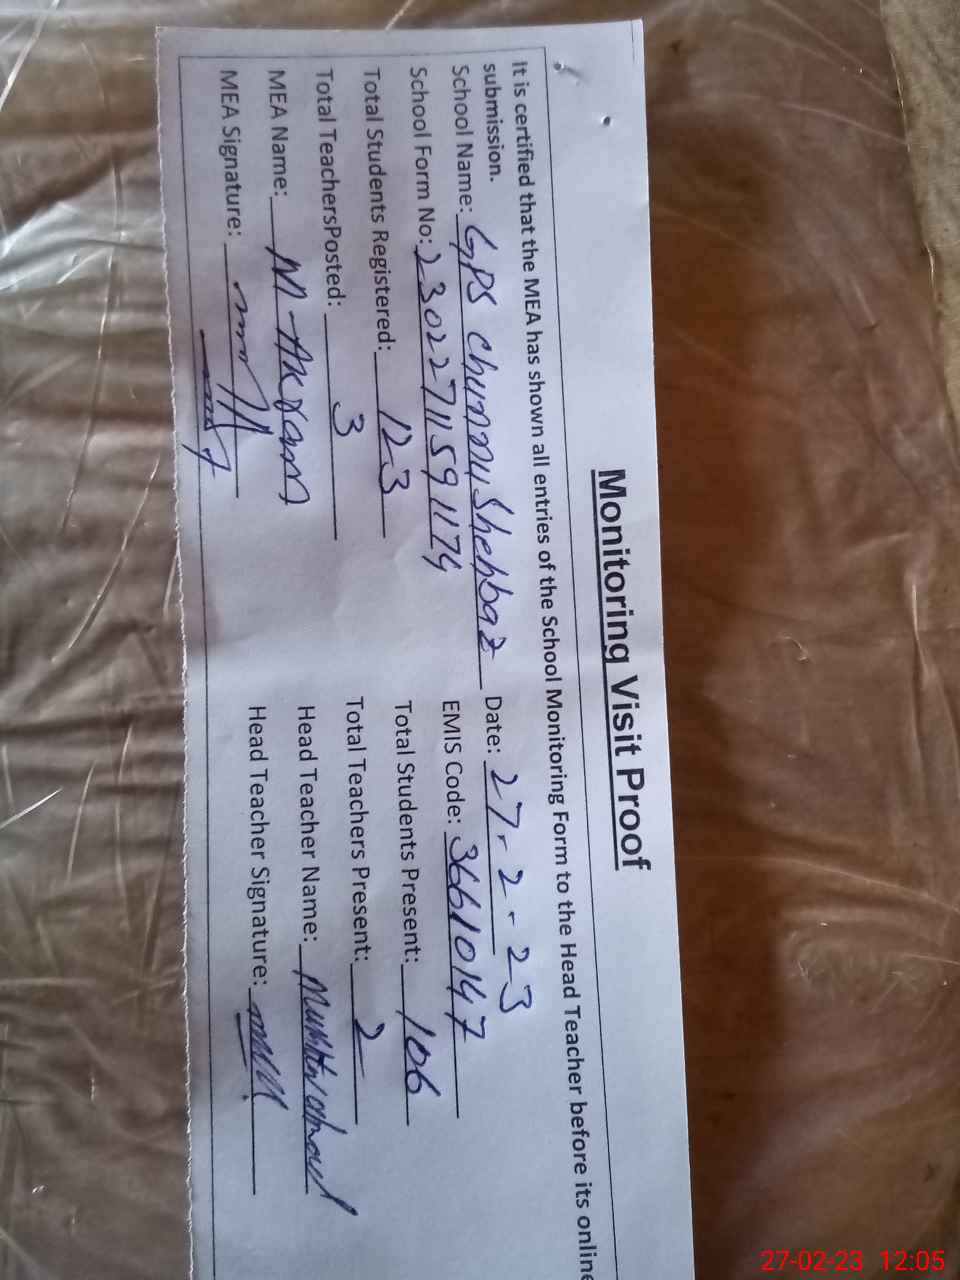 Monitoring Visit Proof
It is certified that the MEA has shown all entries of the School Monitoring Form to the Head Teacher before its online
submission.
School Name: GPS Chunnu Shehbaz Date: 27-2-23
School Form No: 23022711591174 EMIS Code: 36610147
Total Students Registered: 123 Total Students Present: 106
Total TeachersPosted: 3 Total Teachers Present: 2
MEA Name: M-Akram Head Teacher Name:
MEA Signature: Head Teacher Signature:
27-02-23 12:05